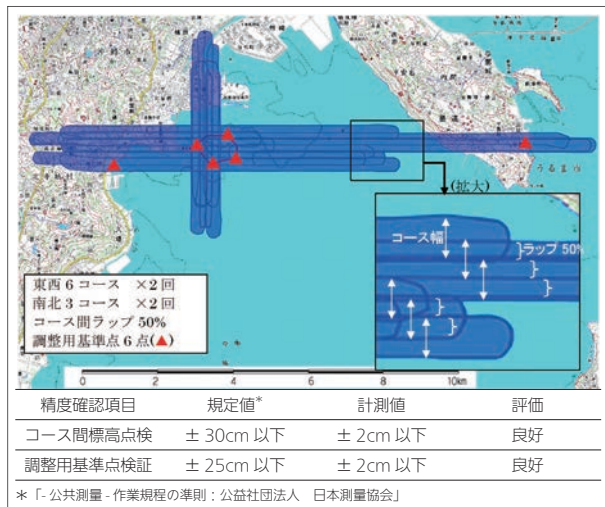 うるま市
(拡大)
コース幅
ラップ 50%
東西 6 コース ×2 回
南北 3 コース ×2 回
コース間ラップ 50%
調整用基準点 6 点(▲)
0 2 4 6 8 10km
精度確認項目 規定値* 計測値 評価
コース間標高点検 ± 30cm 以下 ± 2cm 以下 良好
調整用基準点検証 ± 25cm 以下 ± 2cm 以下 良好
*「- 公共測量 - 作業規程の準則：公益社団法人 日本測量協会」